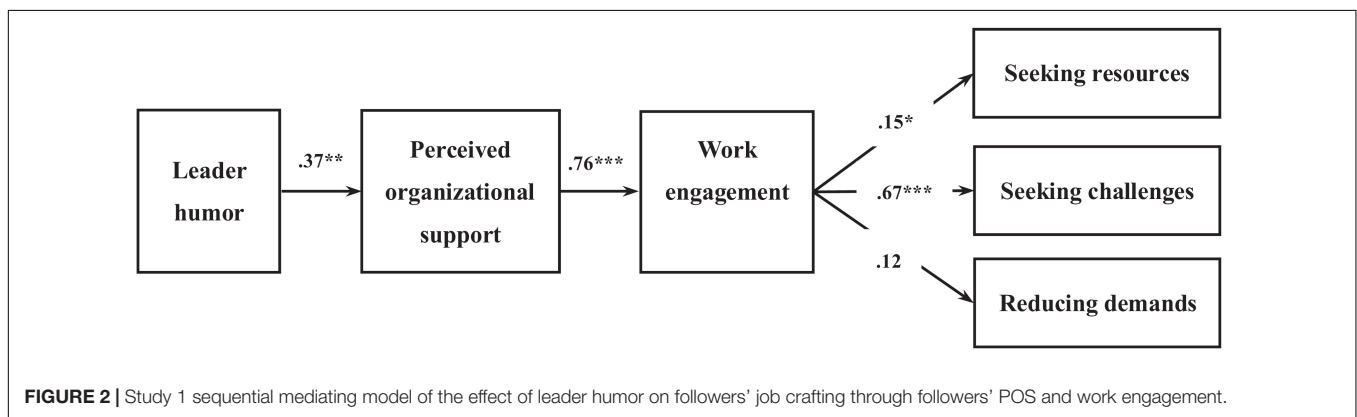 Leader
humor
.37**
Perceived
organizational
support
.76***
Work
engagement
.15*
.67***
.12
Seeking resources
Seeking challenges
Reducing demands
FIGURE 2 | Study 1 sequential mediating model of the effect of leader humor on followers' job crafting through followers' POS and work engagement.